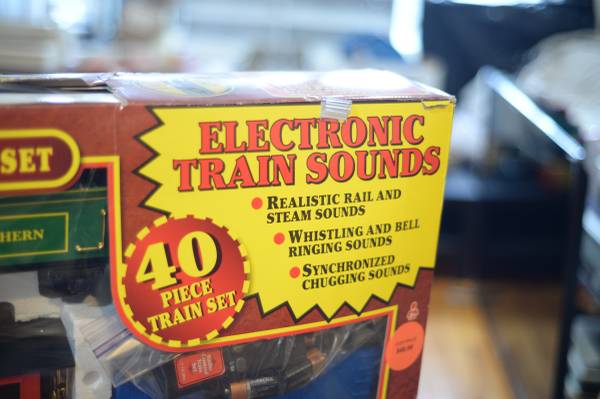 SET
HERN
ELECTRONIC
TRAIN SOUNDS
REALISTIC RAIL AND
STEAM SOUNDS
WHISTLING AND BELL
RINGING SOUNDS
SYNCHRONIZED
CHUGGING SOUNDS
40
PIECE
TRAIN SET